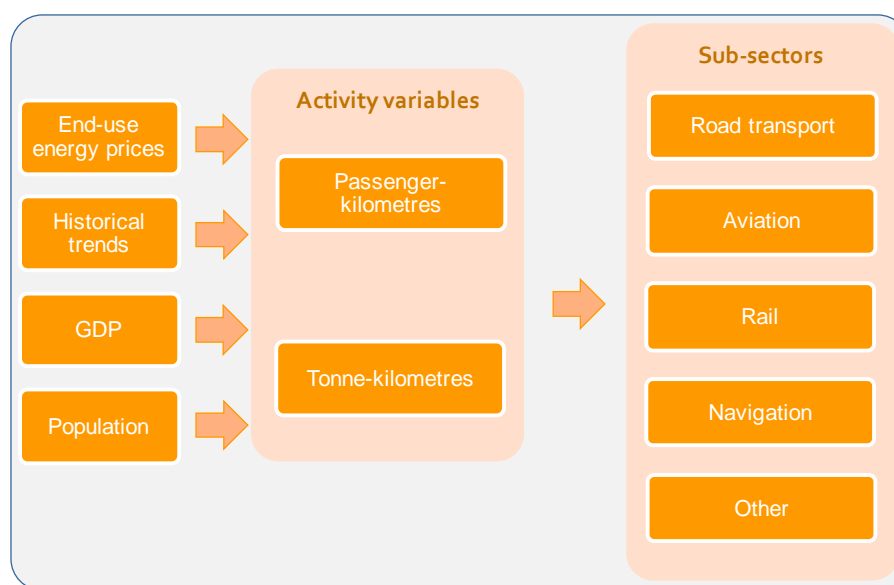 End-use
energy prices
Historical
trends
GDP
Population
Activity variables
Passenger-
kilometres
Tonne-kilometres
Sub-sectors
Road transport
Aviation
Rail
Navigation
Other